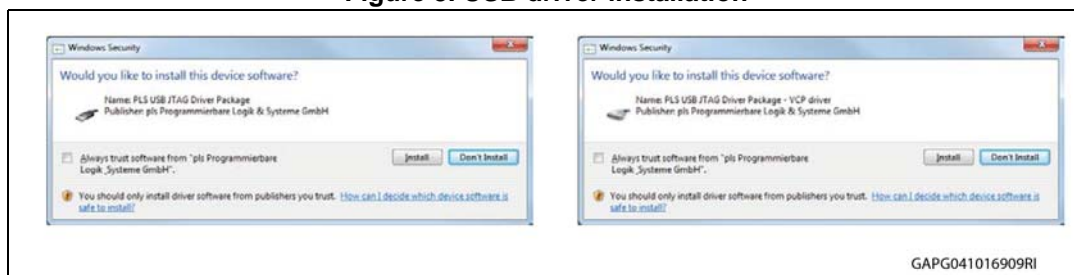 Figure 5. USB driver installation
Windows Security
Would you like to install this device software?
Name: PLS USB JTAG Driver Package
Publisher: pls Programmierbare Logik & Systeme GmbH
Always trust software from "pls Programmierbare
Logik_Systeme GmbH".
Install
Don't Install
You should only install driver software from publishers you trust. How can I decide which device software is
safe to install?
Windows Security
Would you like to install this device software?
Name: PLS USB JTAG Driver Package - VCP driver
Publisher: pls Programmierbare Logik & Systeme GmbH
Always trust software from "pls Programmierbare
Logik_Systeme GmbH".
Install
Don't Install
You should only install driver software from publishers you trust. How can I decide which device software is
safe to install?
GAPG041016909RI